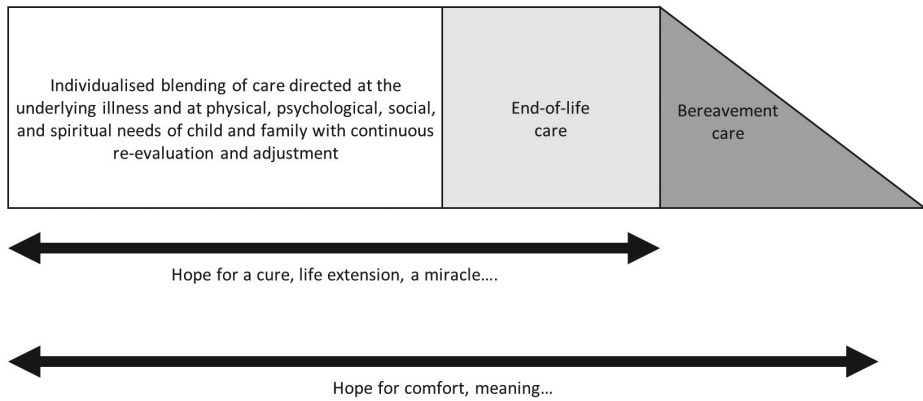 Individualised blending of care directed at the
underlying illness and at physical, psychological, social,
and spiritual needs of child and family with continuous
re-evaluation and adjustment
End-of-life
care
Bereavement
care
Hope for a cure, life extension, a miracle....
Hope for comfort, meaning...